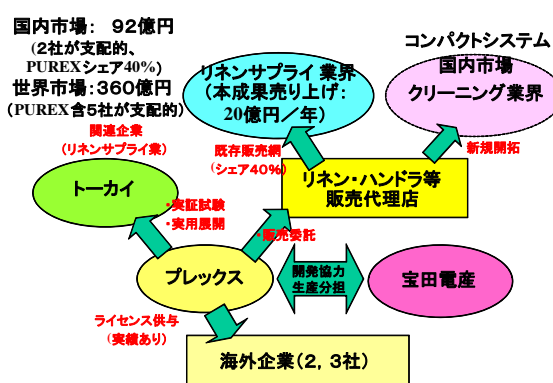 国内市場： 92億円
(2社が支配的、
PUREXシェア40%)
世界市場：360億円
(PUREX含5社が支配的)
コンパクトシステム
国内市場
クリーニング業界
リネンサプライ 業界
(本成果売り上げ：
20億円／年)
関連企業
(リネンサプライ業)
既存販売網
(シェア40%)
新規開拓
トーカイ
リネン・ハンドラ等
販売代理店
・実証試験
・実用展開
・販売委託
プレックス
開発協力
生産分担
宝田電産
ライセンス供与
(実績あり)
海外企業(2, 3社)